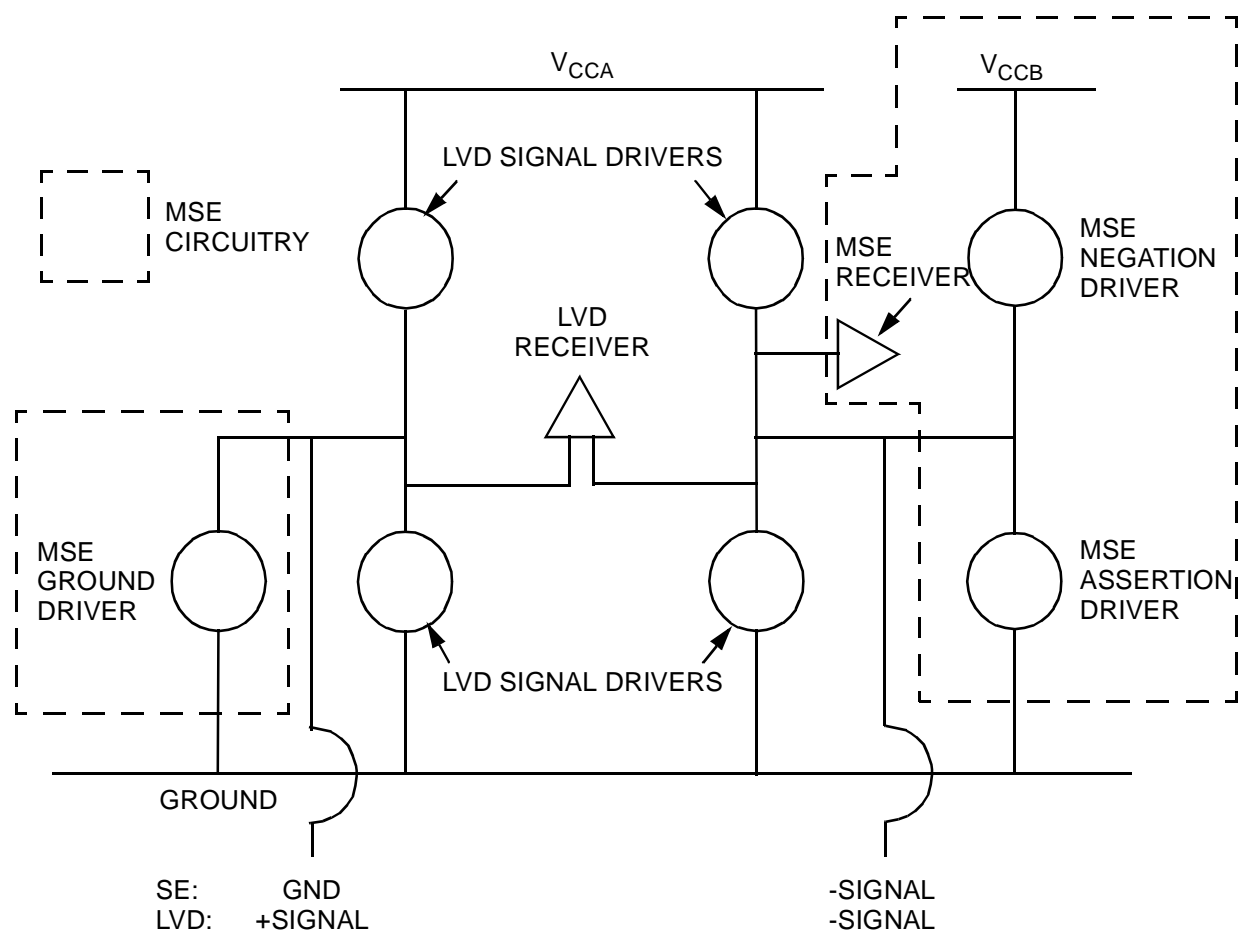 V_CCA
V_CCB
LVD SIGNAL DRIVERS
MSE
CIRCUITRY
MSE
RECEIVER
MSE
NEGATION
DRIVER
LVD
RECEIVER
MSE
GROUND
DRIVER
MSE
ASSERTION
DRIVER
LVD SIGNAL DRIVERS
GROUND
SE: GND -SIGNAL
LVD: +SIGNAL -SIGNAL